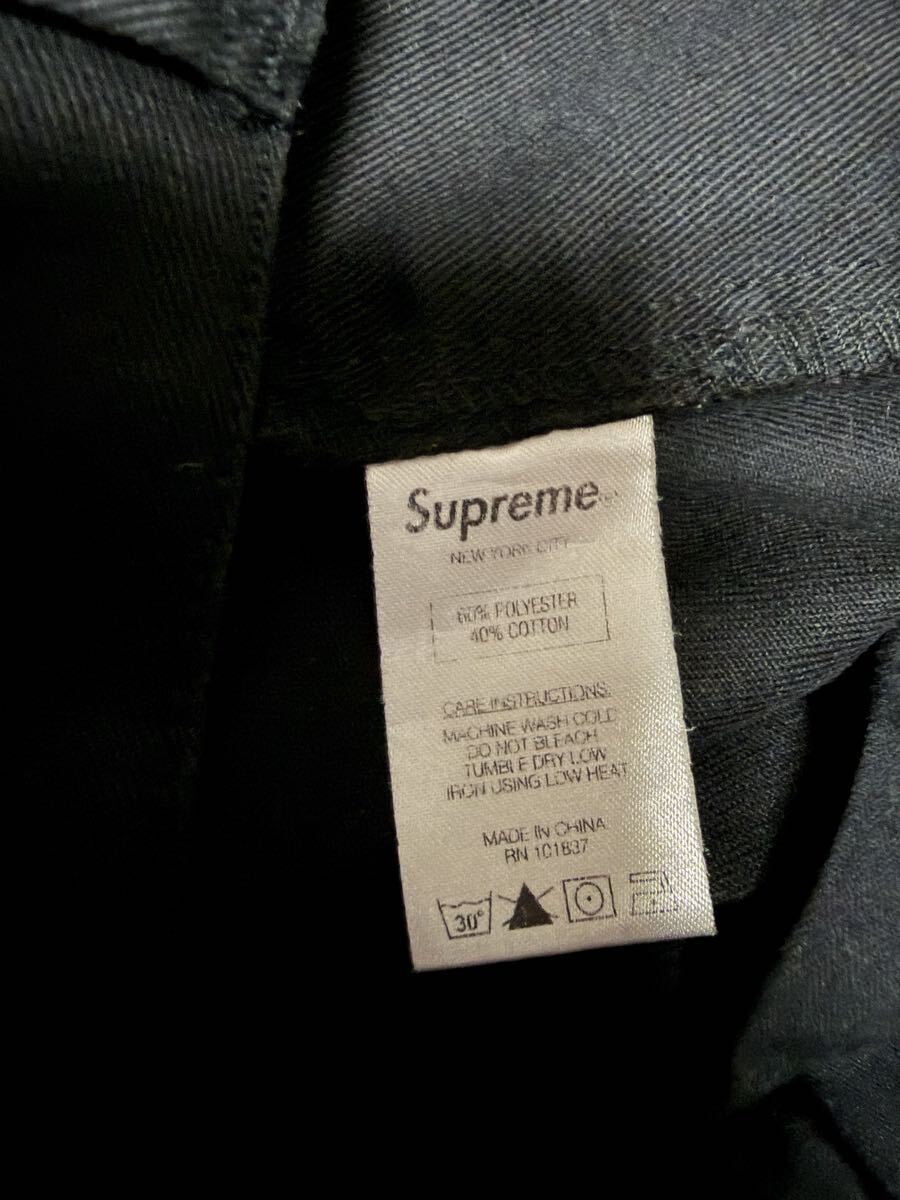 Supreme
NEW YORK CITY
60% POLYESTER
40% COTTON
CARE INSTRUCTIONS:
MACHINE WASH COLD
DO NOT BLEACH
TUMBLE DRY LOW
IRON USING LOW HEAT
MADE IN CHINA
RN 101837
30°